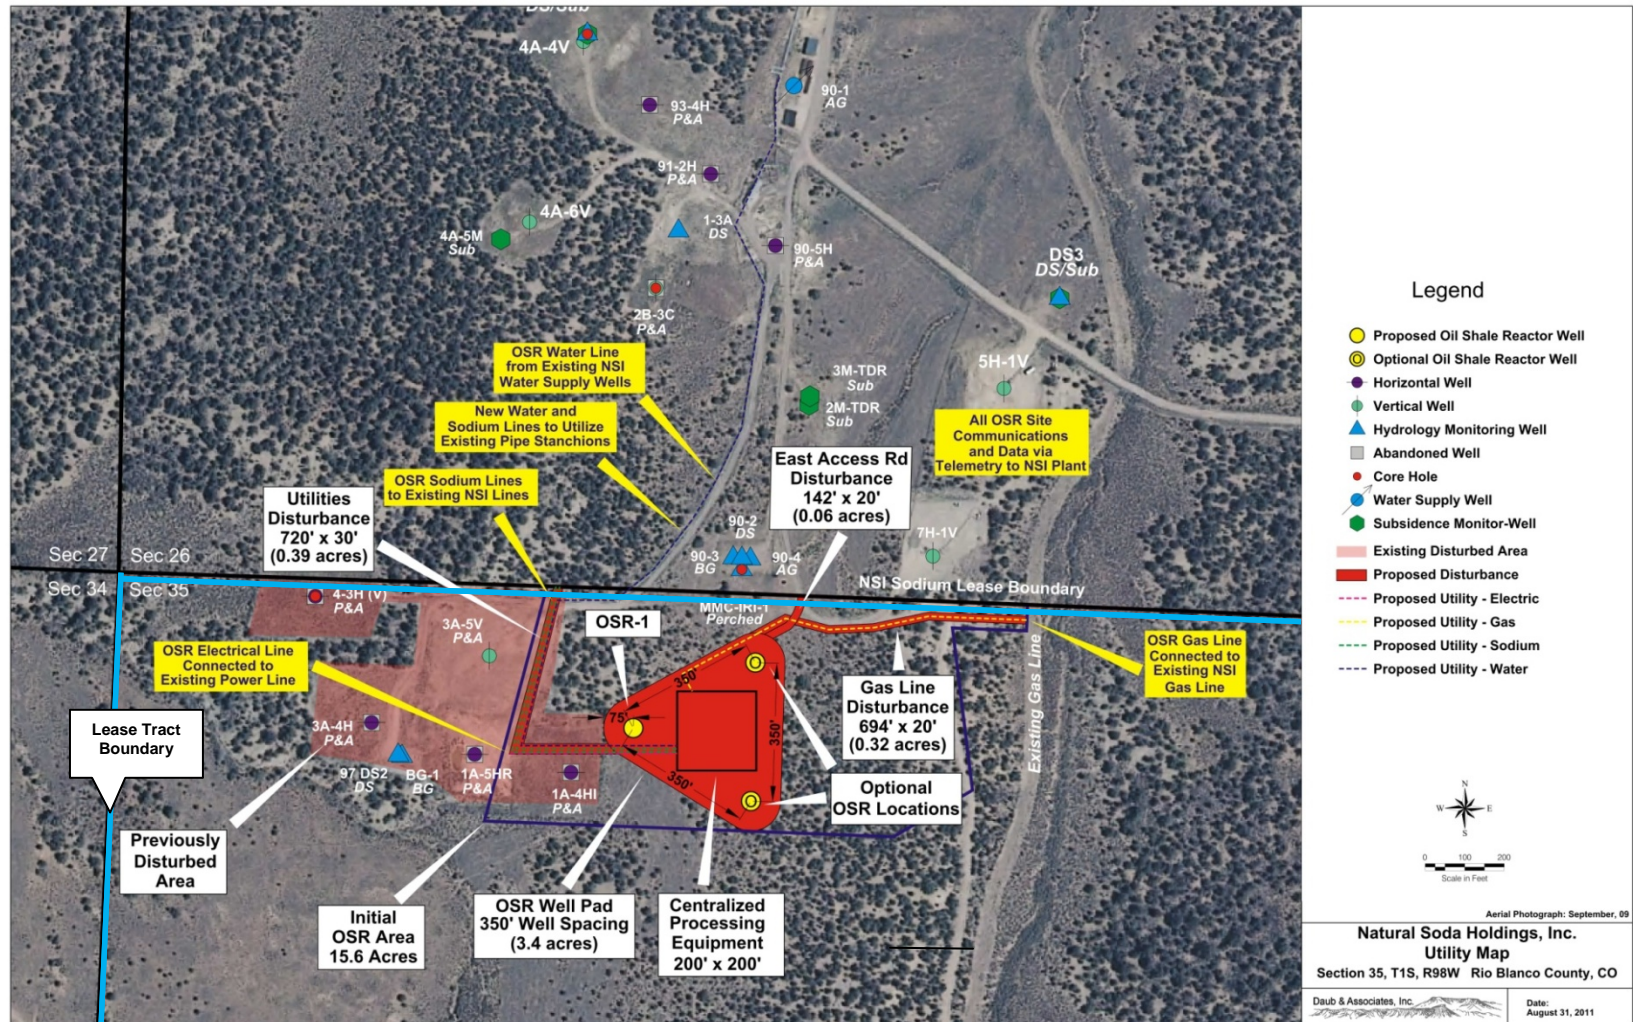 DS/Sub
4A-4V
90-1
AG
93-4H
P&A
91-2H
P&A
4A-6V
4A-5M
Sub
1-3A
DS
90-5H
P&A
DS3
DS/Sub
2B-3C
P&A
OSR Water Line
from Existing NSI
Water Supply Wells
3M-TDR
Sub
2M-TDR
Sub
5H-1V
New Water and
Sodium Lines to Utilize
Existing Pipe Stanchions
All OSR Site
Communications
and Data via
Telemetry to NSI Plant
OSR Sodium Lines
to Existing NSI Lines
East Access Rd
Disturbance
142' x 20'
(0.06 acres)
Utilities
Disturbance
720' x 30'
(0.39 acres)
90-2
DS
90-3
BG
90-4
AG
7H-1V
Sec 27
Sec 26
Sec 34
Sec 35
NSI Sodium Lease Boundary
4-3H (V)
P&A
MMC-IRI-1
Perched
3A-5V
P&A
OSR-1
OSR Electrical Line
Connected to
Existing Power Line
OSR Gas Line
Connected to
Existing NSI
Gas Line
Existing Gas Line
350'
75'
350'
350'
Gas Line
Disturbance
694' x 20'
(0.32 acres)
Lease Tract
Boundary
3A-4H
P&A
97 DS2
DS
BG-1
BG
1A-5HR
P&A
1A-4HI
P&A
Optional
OSR Locations
Previously
Disturbed
Area
Initial
OSR Area
15.6 Acres
OSR Well Pad
350' Well Spacing
(3.4 acres)
Centralized
Processing
Equipment
200' x 200'
Legend
Proposed Oil Shale Reactor Well
Optional Oil Shale Reactor Well
Horizontal Well
Vertical Well
Hydrology Monitoring Well
Abandoned Well
Core Hole
Water Supply Well
Subsidence Monitor-Well
Existing Disturbed Area
Proposed Disturbance
Proposed Utility - Electric
Proposed Utility - Gas
Proposed Utility - Sodium
Proposed Utility - Water
N
W
E
S
0 100 200
Scale in Feet
Aerial Photograph: September, 09
Natural Soda Holdings, Inc.
Utility Map
Section 35, T1S, R98W Rio Blanco County, CO
Daub & Associates, Inc.
Date:
August 31, 2011